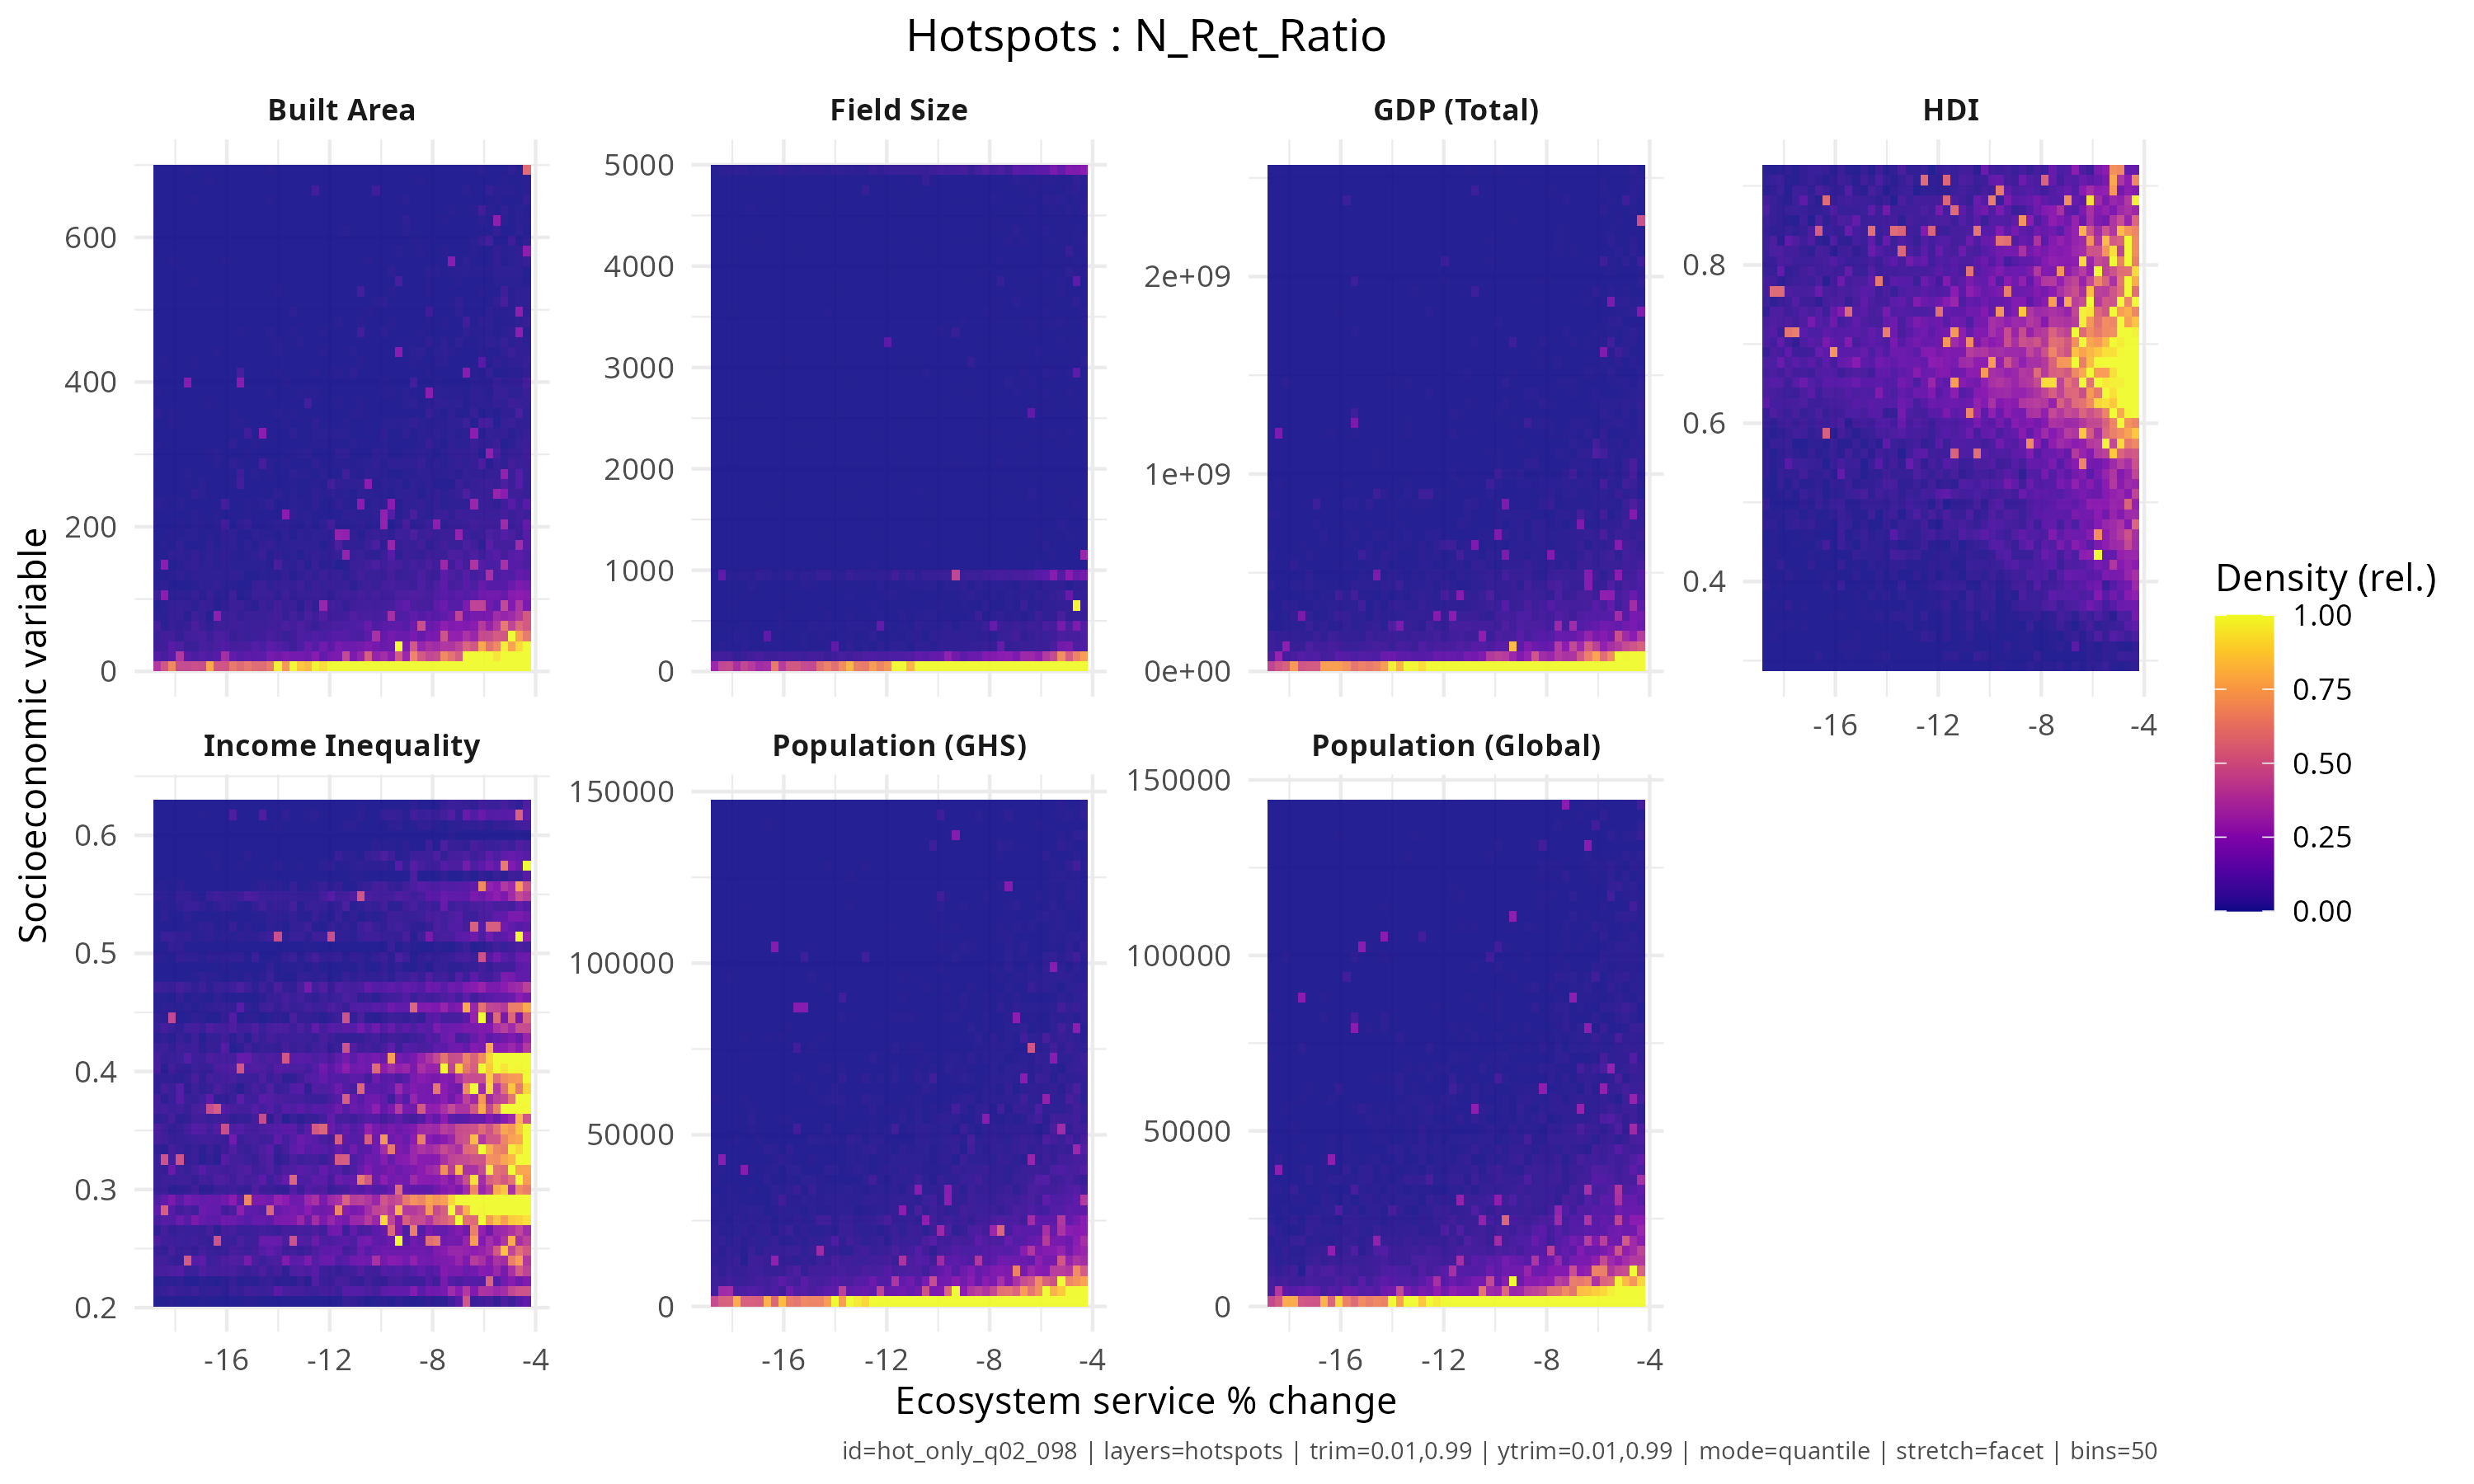 Hotspots : N_Ret_Ratio
Built Area
Field Size
GDP (Total)
HDI
600
400
200
0
5000
4000
3000
2000
1000
0
2e+09
1e+09
0e+00
0.8
0.6
0.4
-16 -12 -8 -4
Income Inequality
Population (GHS)
Population (Global)
0.6
0.5
0.4
0.3
0.2
150000
100000
50000
0
150000
100000
50000
0
-16 -12 -8 -4
-16 -12 -8 -4
-16 -12 -8 -4
Socioeconomic variable
Ecosystem service % change
Density (rel.)
1.00
0.75
0.50
0.25
0.00
id=hot_only_q02_098 | layers=hotspots | trim=0.01,0.99 | ytrim=0.01,0.99 | mode=quantile | stretch=facet | bins=50